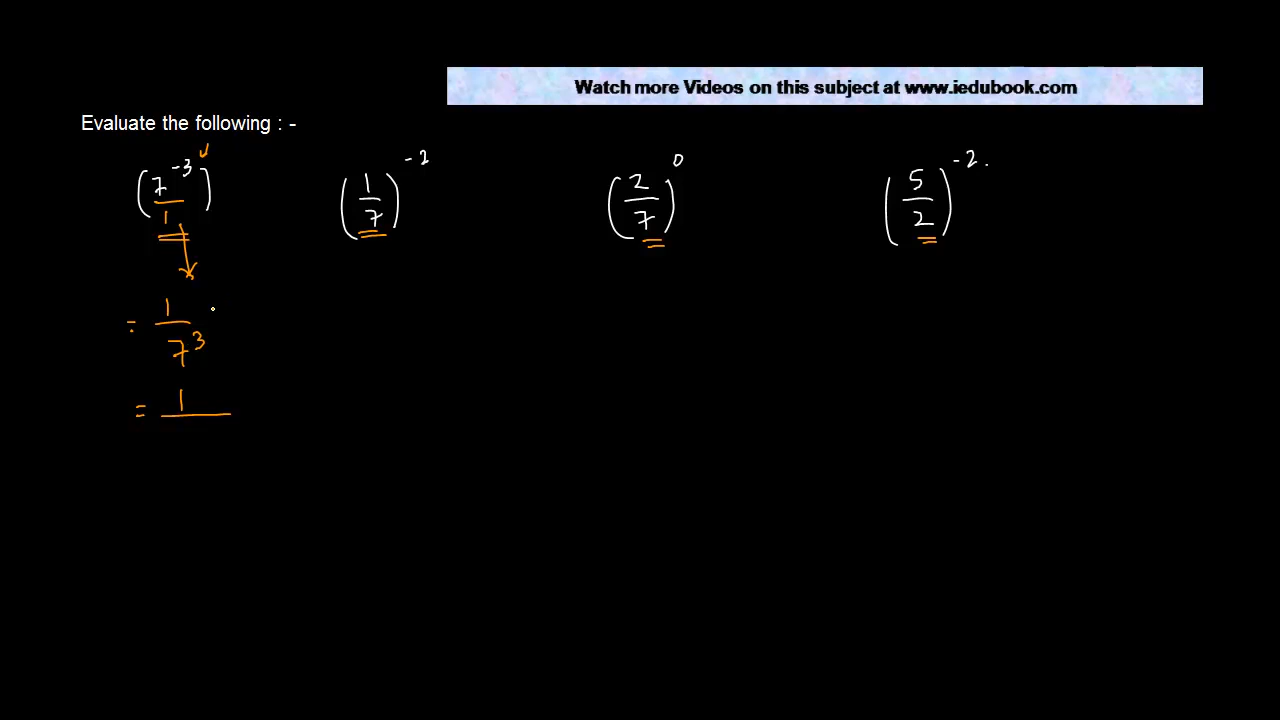 Watch more Videos on this subject at www.iedubook.com
Evaluate the following : -
(7^-3 / 1) (1/7)^-2 (2/7)^0 (5/2)^-2 .
= 1/7^3
= 1/